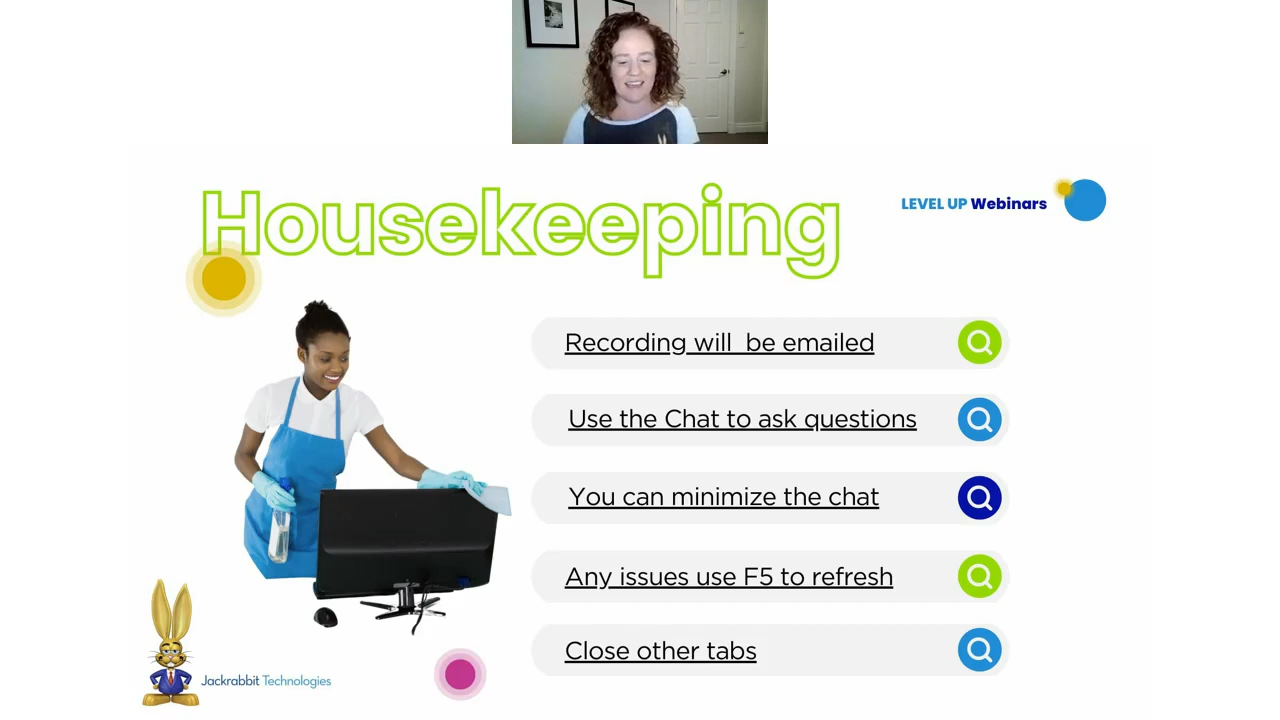 Housekeeping
LEVEL UP Webinars
Recording will be emailed
Use the Chat to ask questions
You can minimize the chat
Any issues use F5 to refresh
Close other tabs
Jackrabbit Technologies